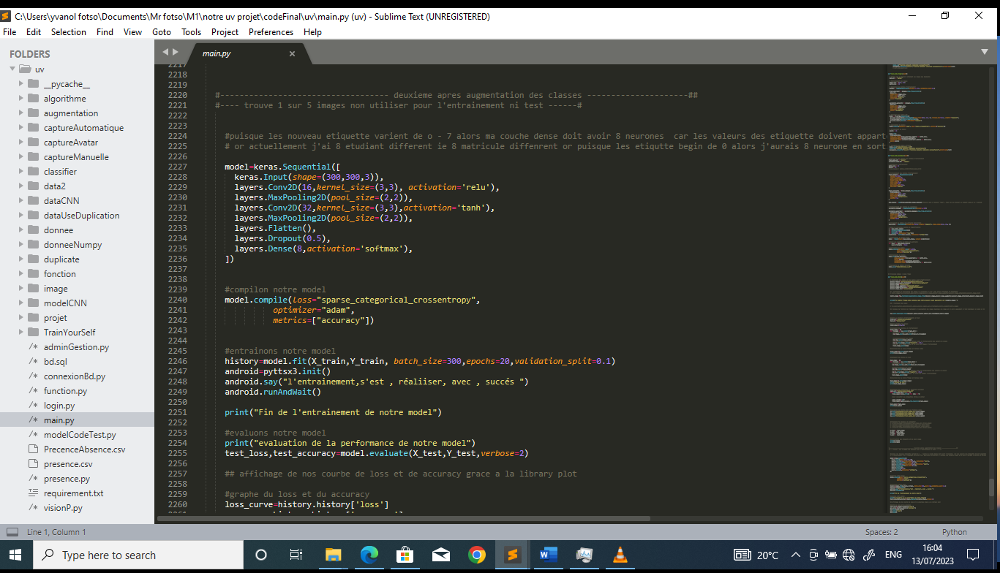 C:\Users\yvanol fotso\Documents\Mr fotso\M1\notre uv projet\codeFinal\uv\main.py (uv) - Sublime Text (UNREGISTERED)
File Edit Selection Find View Goto Tools Project Preferences Help
FOLDERS
uv
__pycache__
algorithme
augmentation
captureAutomatique
captureAvatar
captureManuelle
classifier
data2
dataCNN
dataUseDuplication
donnee
donneeNumpy
duplicate
fonction
image
modelCNN
projet
TrainYourSelf
/* adminGestion.py
/* bd.sql
/* connexionBd.py
/* function.py
/* login.py
/* main.py
/* modelCodeTest.py
PrecenceAbsence.csv
presence.csv
/* presence.py
requirement.txt
/* visionP.py
main.py
2217
2218
2219
2220 #----------------------------------- deuxieme apres augmentation des classes ----------------------##
2221 #---- trouve 1 sur 5 images non utiliser pour l'entrainement ni test ------#
2222
2223
2224 #puisque les nouveau etiquette varient de o - 7 alors ma couche dense doit avoir 8 neurones car les valeurs des etiquette doivent appart
2225 # or actuellement j'ai 8 etudiant different ie 8 matricule diffenrent or puisque les etiqutte begin de 0 alors j'aurais 8 neurone en sort
2226
2227 model=keras.Sequential([
2228 keras.Input(shape=(300,300,3)),
2229 layers.Conv2D(16,kernel_size=(3,3), activation='relu'),
2230 layers.MaxPooling2D(pool_size=(2,2)),
2231 layers.Conv2D(32,kernel_size=(3,3),activation='tanh'),
2232 layers.MaxPooling2D(pool_size=(2,2)),
2233 layers.Flatten(),
2234 layers.Dropout(0.5),
2235 layers.Dense(8,activation='softmax'),
2236 ])
2237
2238
2239 #compilon notre model
2240 model.compile(loss="sparse_categorical_crossentropy",
2241 optimizer="adam",
2242 metrics=["accuracy"])
2243
2244
2245 #entrainons notre model
2246 history=model.fit(X_train,Y_train, batch_size=300,epochs=20,validation_split=0.1)
2247 android=pyttsx3.init()
2248 android.say("l'entrainement,s'est , réaliiser, avec , succés ")
2249 android.runAndWait()
2250
2251 print("Fin de l'entrainement de notre model")
2252
2253 #evaluons notre model
2254 print("evaluation de la performance de notre model")
2255 test_loss,test_accuracy=model.evaluate(X_test,Y_test,verbose=2)
2256
2257 ## affichage de nos courbe de loss et de accuracy grace a la library plot
2258
2259 #graphe du loss et du accuracy
2260 loss_curve=history.history['loss']
Line 1, Column 1
Spaces: 2
Python
Type here to search
20°C
ENG
16:04
13/07/2023